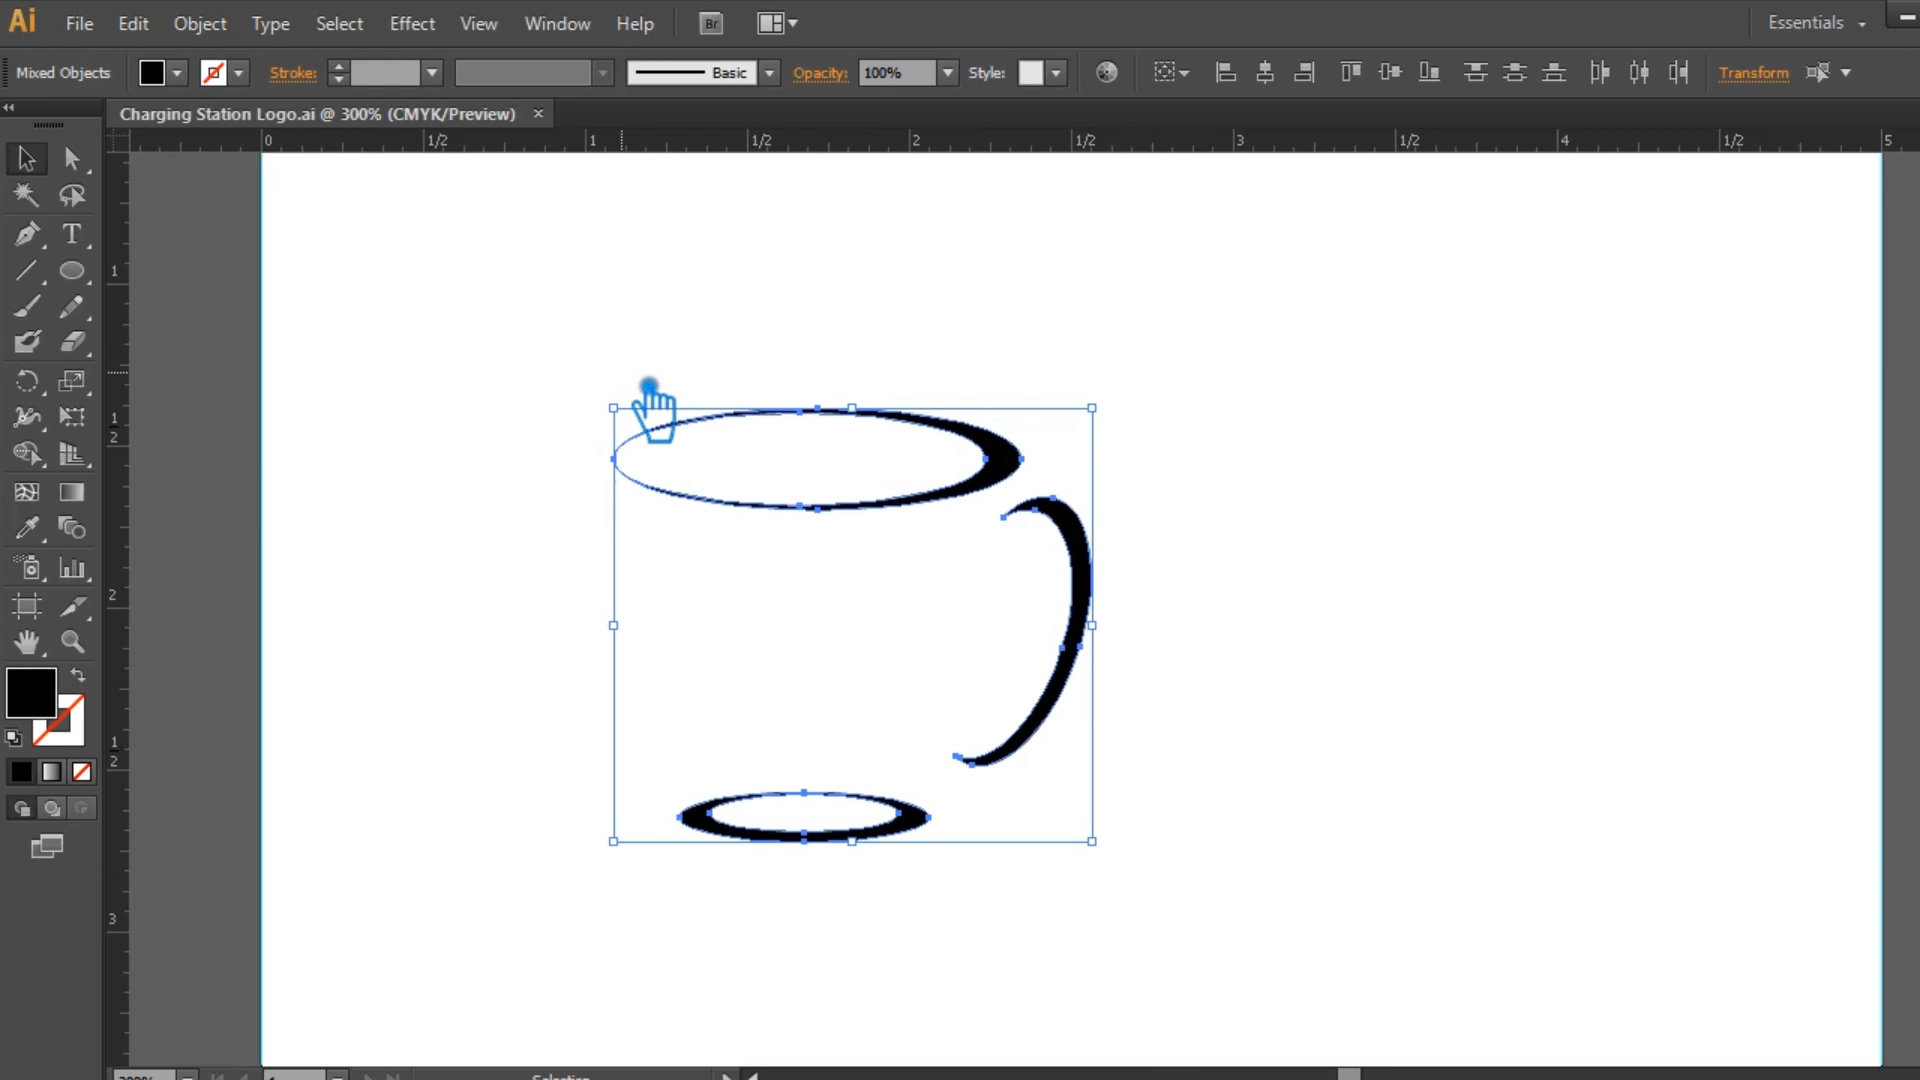 Ai File Edit Object Type Select Effect View Window Help Br Essentials
Mixed Objects Stroke: Basic Opacity: 100% Style: Transform
Charging Station Logo.ai @ 300% (CMYK/Preview) ×
0 1/2 1 1/2 2 1/2 3 1/2 4 1/2 5
1
1
2
2
1
2
3
T